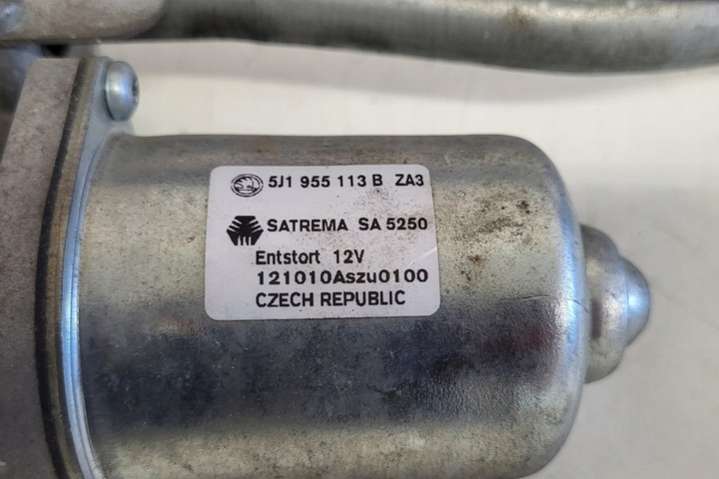 5J1 955 113 B ZA3
SATREMA SA 5250
Entstort 12V
121010Aszu0100
CZECH REPUBLIC